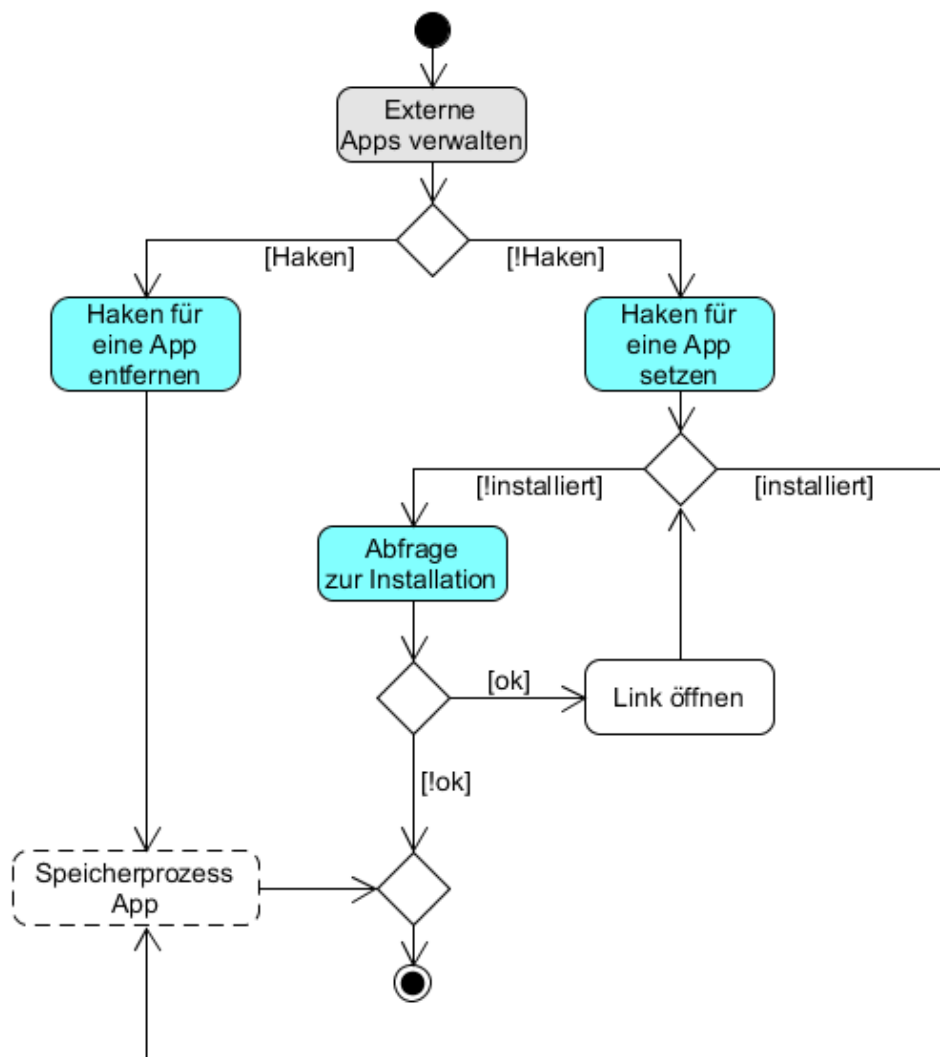 Externe
Apps verwalten
[Haken]
[!Haken]
Haken für
eine App
entfernen
Haken für
eine App
setzen
[!installiert]
[installiert]
Abfrage
zur Installation
[ok]
Link öffnen
[!ok]
Speicherprozess
App